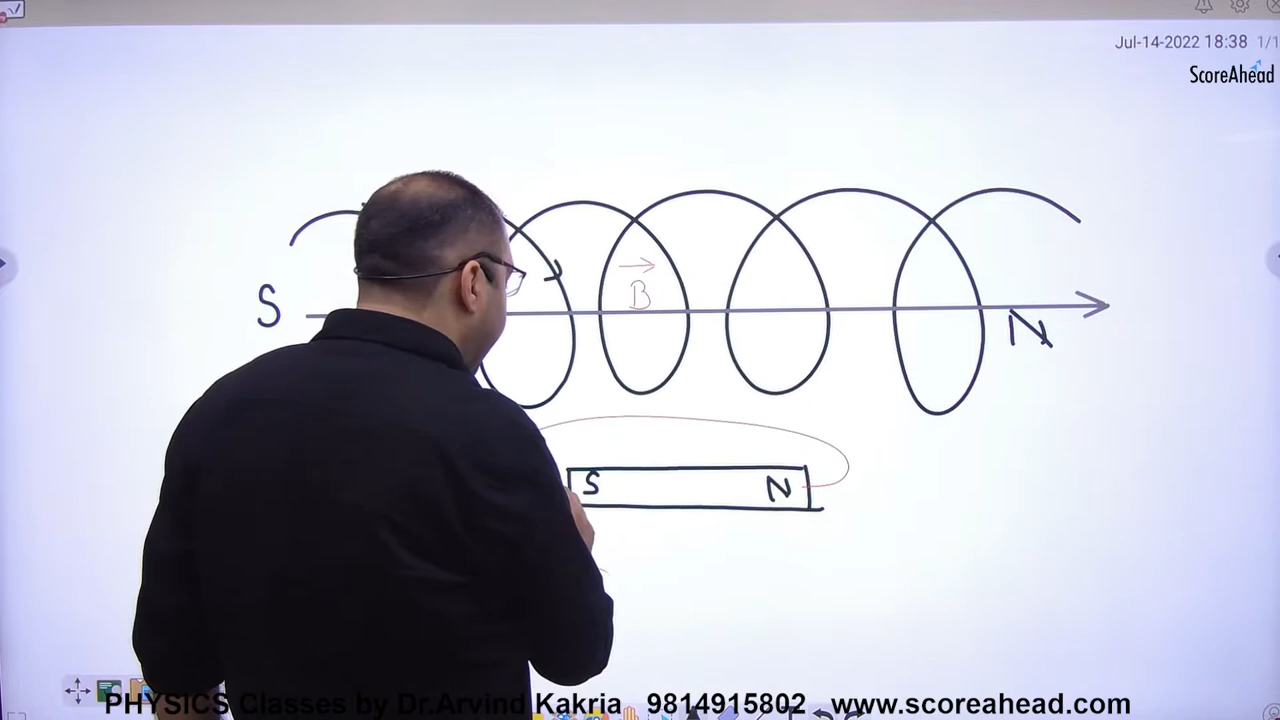 Jul-14-2022 18:38 1/1
ScoreAhead
B
S
N
S N
PHYSICS Classes by Dr.Arvind Kakria 9814915802 www.scoreahead.com